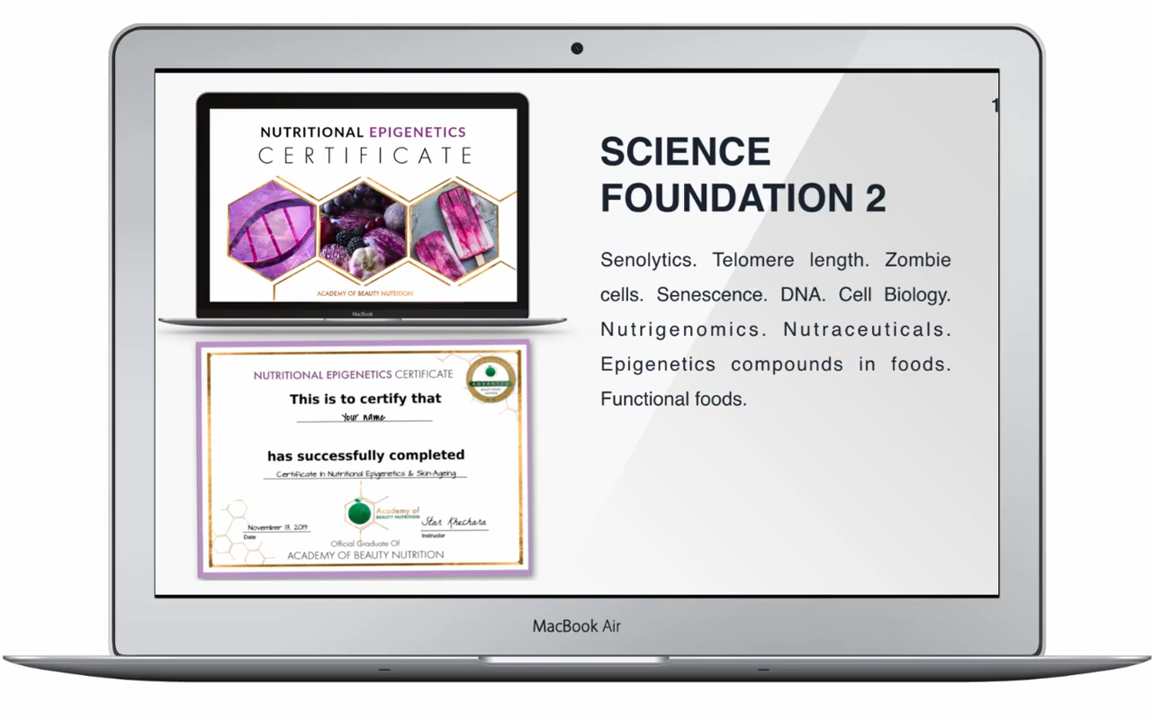 NUTRITIONAL EPIGENETICS
CERTIFICATE
ACADEMY OF BEAUTY NUTRITION
MacBook
NUTRITIONAL EPIGENETICS CERTIFICATE
ADVANCED
This is to certify that
Your name
has successfully completed
Certificate In Nutritional Epigenetics & Skin-Ageing
Academy of
BEAUTY NUTRITION
November 13, 2019
Date
Star Khechara
Instructor
Official Graduate Of
ACADEMY OF BEAUTY NUTRITION
1
SCIENCE
FOUNDATION 2
Senolytics. Telomere length. Zombie
cells. Senescence. DNA. Cell Biology.
Nutrigenomics. Nutraceuticals.
Epigenetics compounds in foods.
Functional foods.
MacBook Air